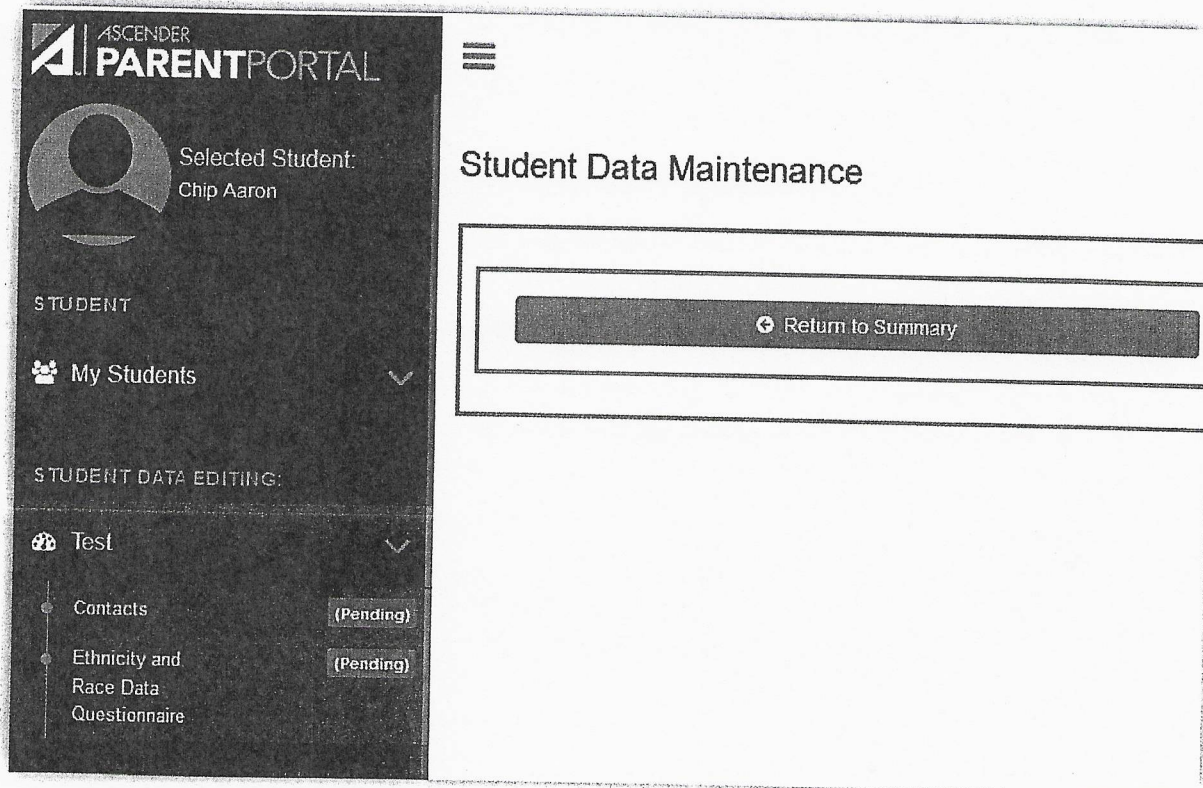 ASCENDER
PARENTPORTAL
Selected Student:
Chip Aaron
STUDENT
My Students
STUDENT DATA EDITING:
Test
Contacts
(Pending)
Ethnicity and
(Pending)
Race Data
Questionnaire
Student Data Maintenance
Return to Summary